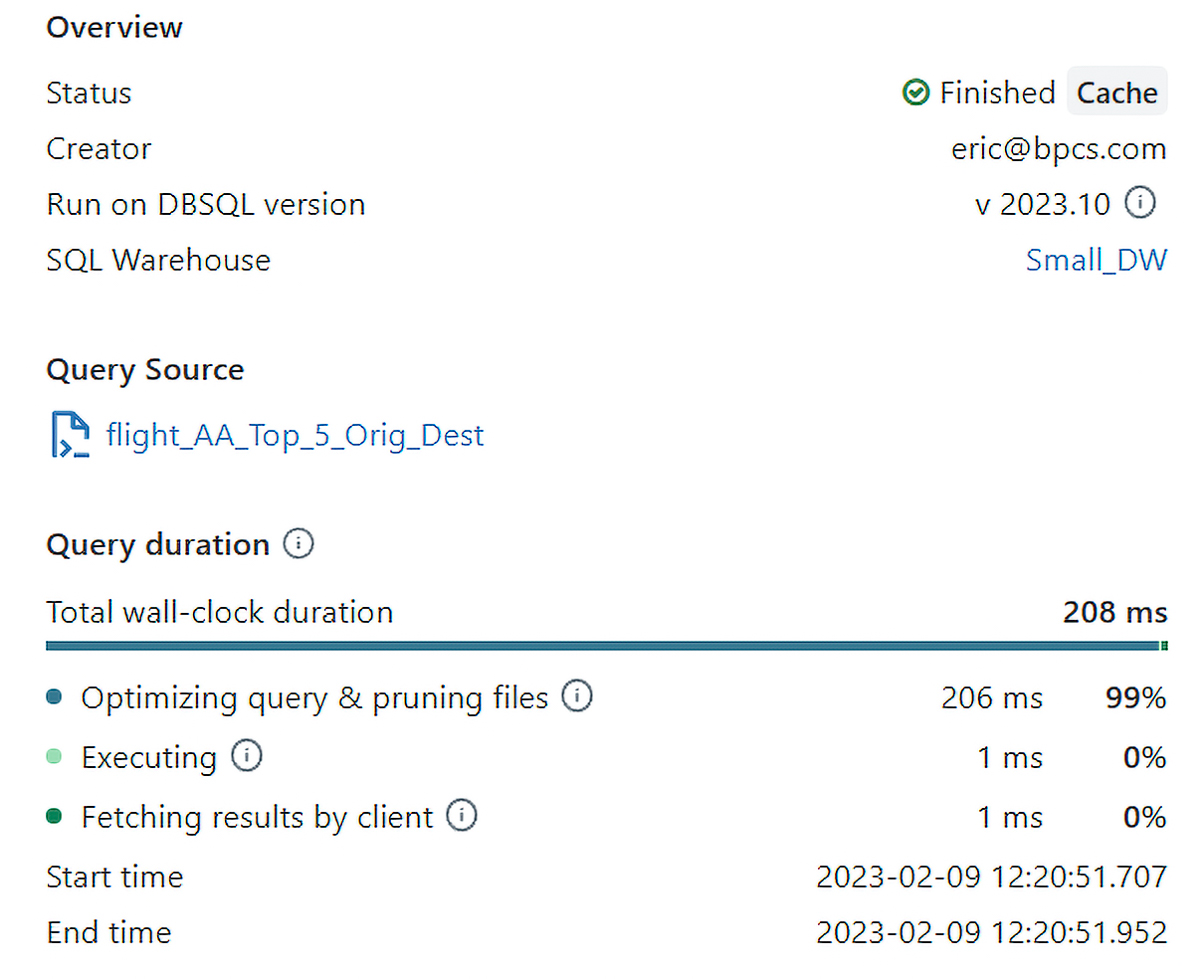 Overview
Status Finished Cache
Creator eric@bpcs.com
Run on DBSQL version v 2023.10
SQL Warehouse Small_DW
Query Source
flight_AA_Top_5_Orig_Dest
Query duration
Total wall-clock duration 208 ms
Optimizing query & pruning files 206 ms 99%
Executing 1 ms 0%
Fetching results by client 1 ms 0%
Start time 2023-02-09 12:20:51.707
End time 2023-02-09 12:20:51.952